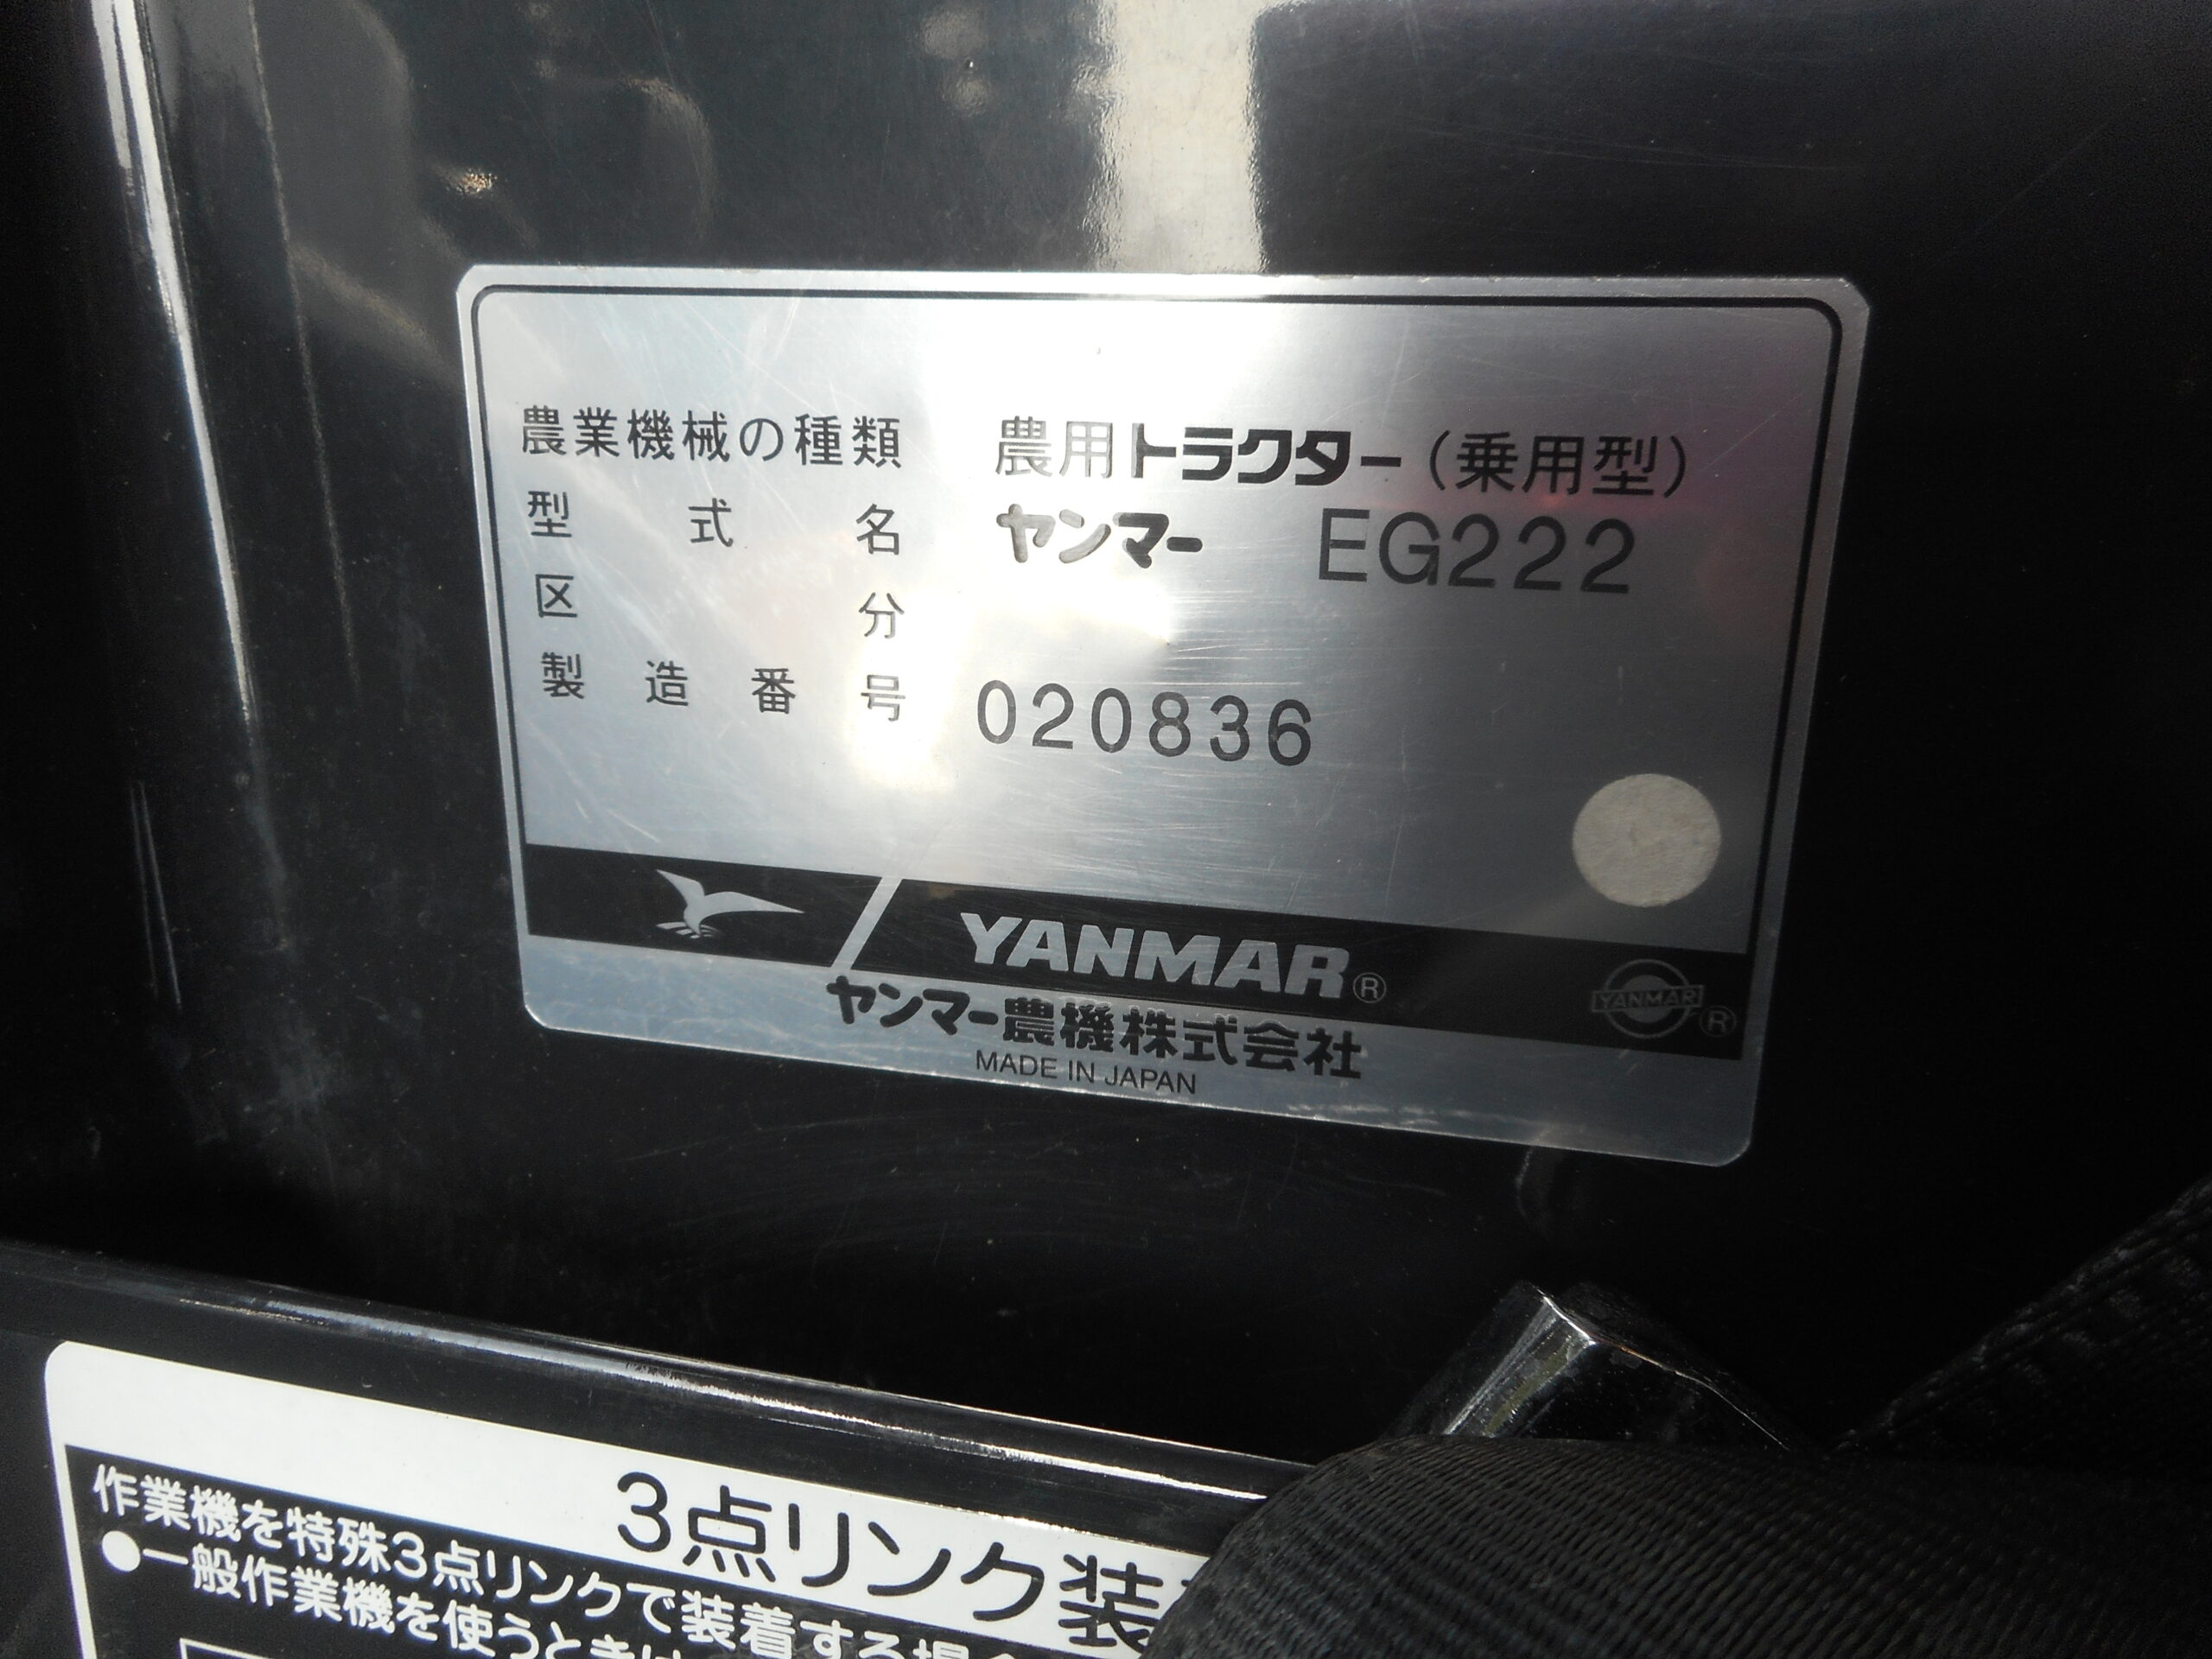 農業機械の種類 農用トラクター(乗用型)
型式名 ヤンマー EG222
区分
製造番号 020836
YANMAR®
YANMAR®
ヤンマー農機株式会社
MADE IN JAPAN
3点リンク装
作業機を特殊3点リンクで装着する場
●一般作業機を使うときは